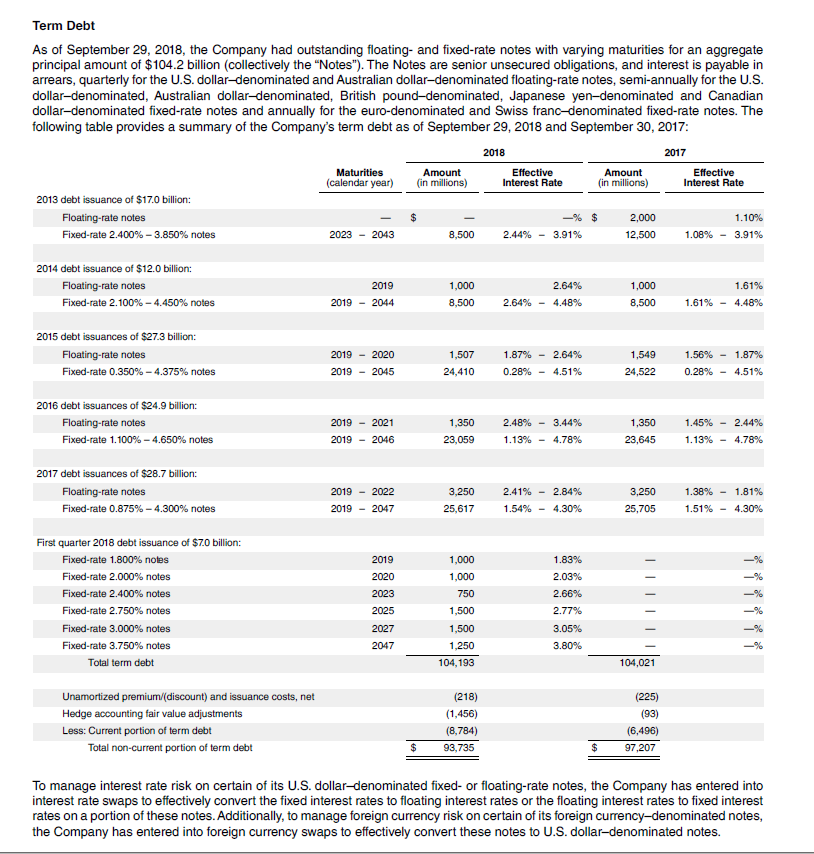 Term Debt
As of September 29, 2018, the Company had outstanding floating- and fixed-rate notes with varying maturities for an aggregate
principal amount of $104.2 billion (collectively the “Notes”). The Notes are senior unsecured obligations, and interest is payable in
arrears, quarterly for the U.S. dollar–denominated and Australian dollar–denominated floating-rate notes, semi-annually for the U.S.
dollar–denominated, Australian dollar–denominated, British pound–denominated, Japanese yen–denominated and Canadian
dollar–denominated fixed-rate notes and annually for the euro-denominated and Swiss franc–denominated fixed-rate notes. The
following table provides a summary of the Company’s term debt as of September 29, 2018 and September 30, 2017:
2018 2017
Maturities (calendar year) Amount (in millions) Effective Interest Rate Amount (in millions) Effective Interest Rate
2013 debt issuance of $17.0 billion:
Floating-rate notes — $ — —% $ 2,000 1.10%
Fixed-rate 2.400% – 3.850% notes 2023 – 2043 8,500 2.44% – 3.91% 12,500 1.08% – 3.91%
2014 debt issuance of $12.0 billion:
Floating-rate notes 2019 1,000 2.64% 1,000 1.61%
Fixed-rate 2.100% – 4.450% notes 2019 – 2044 8,500 2.64% – 4.48% 8,500 1.61% – 4.48%
2015 debt issuances of $27.3 billion:
Floating-rate notes 2019 – 2020 1,507 1.87% – 2.64% 1,549 1.56% – 1.87%
Fixed-rate 0.350% – 4.375% notes 2019 – 2045 24,410 0.28% – 4.51% 24,522 0.28% – 4.51%
2016 debt issuances of $24.9 billion:
Floating-rate notes 2019 – 2021 1,350 2.48% – 3.44% 1,350 1.45% – 2.44%
Fixed-rate 1.100% – 4.650% notes 2019 – 2046 23,059 1.13% – 4.78% 23,645 1.13% – 4.78%
2017 debt issuances of $28.7 billion:
Floating-rate notes 2019 – 2022 3,250 2.41% – 2.84% 3,250 1.38% – 1.81%
Fixed-rate 0.875% – 4.300% notes 2019 – 2047 25,617 1.54% – 4.30% 25,705 1.51% – 4.30%
First quarter 2018 debt issuance of $7.0 billion:
Fixed-rate 1.800% notes 2019 1,000 1.83% — —%
Fixed-rate 2.000% notes 2020 1,000 2.03% — —%
Fixed-rate 2.400% notes 2023 750 2.66% — —%
Fixed-rate 2.750% notes 2025 1,500 2.77% — —%
Fixed-rate 3.000% notes 2027 1,500 3.05% — —%
Fixed-rate 3.750% notes 2047 1,250 3.80% — —%
Total term debt 104,193 104,021
Unamortized premium/(discount) and issuance costs, net (218) (225)
Hedge accounting fair value adjustments (1,456) (93)
Less: Current portion of term debt (8,784) (6,496)
Total non-current portion of term debt $ 93,735 $ 97,207
To manage interest rate risk on certain of its U.S. dollar–denominated fixed- or floating-rate notes, the Company has entered into
interest rate swaps to effectively convert the fixed interest rates to floating interest rates or the floating interest rates to fixed interest
rates on a portion of these notes. Additionally, to manage foreign currency risk on certain of its foreign currency–denominated notes,
the Company has entered into foreign currency swaps to effectively convert these notes to U.S. dollar–denominated notes.